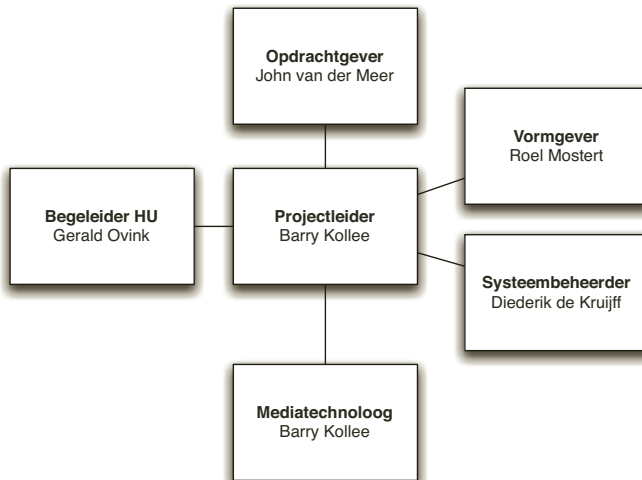 Opdrachtgever
John van der Meer
Vormgever
Roel Mostert
Begeleider HU
Gerald Ovink
Projectleider
Barry Kollee
Systeembeheerder
Diederik de Kruijff
Mediatechnoloog
Barry Kollee